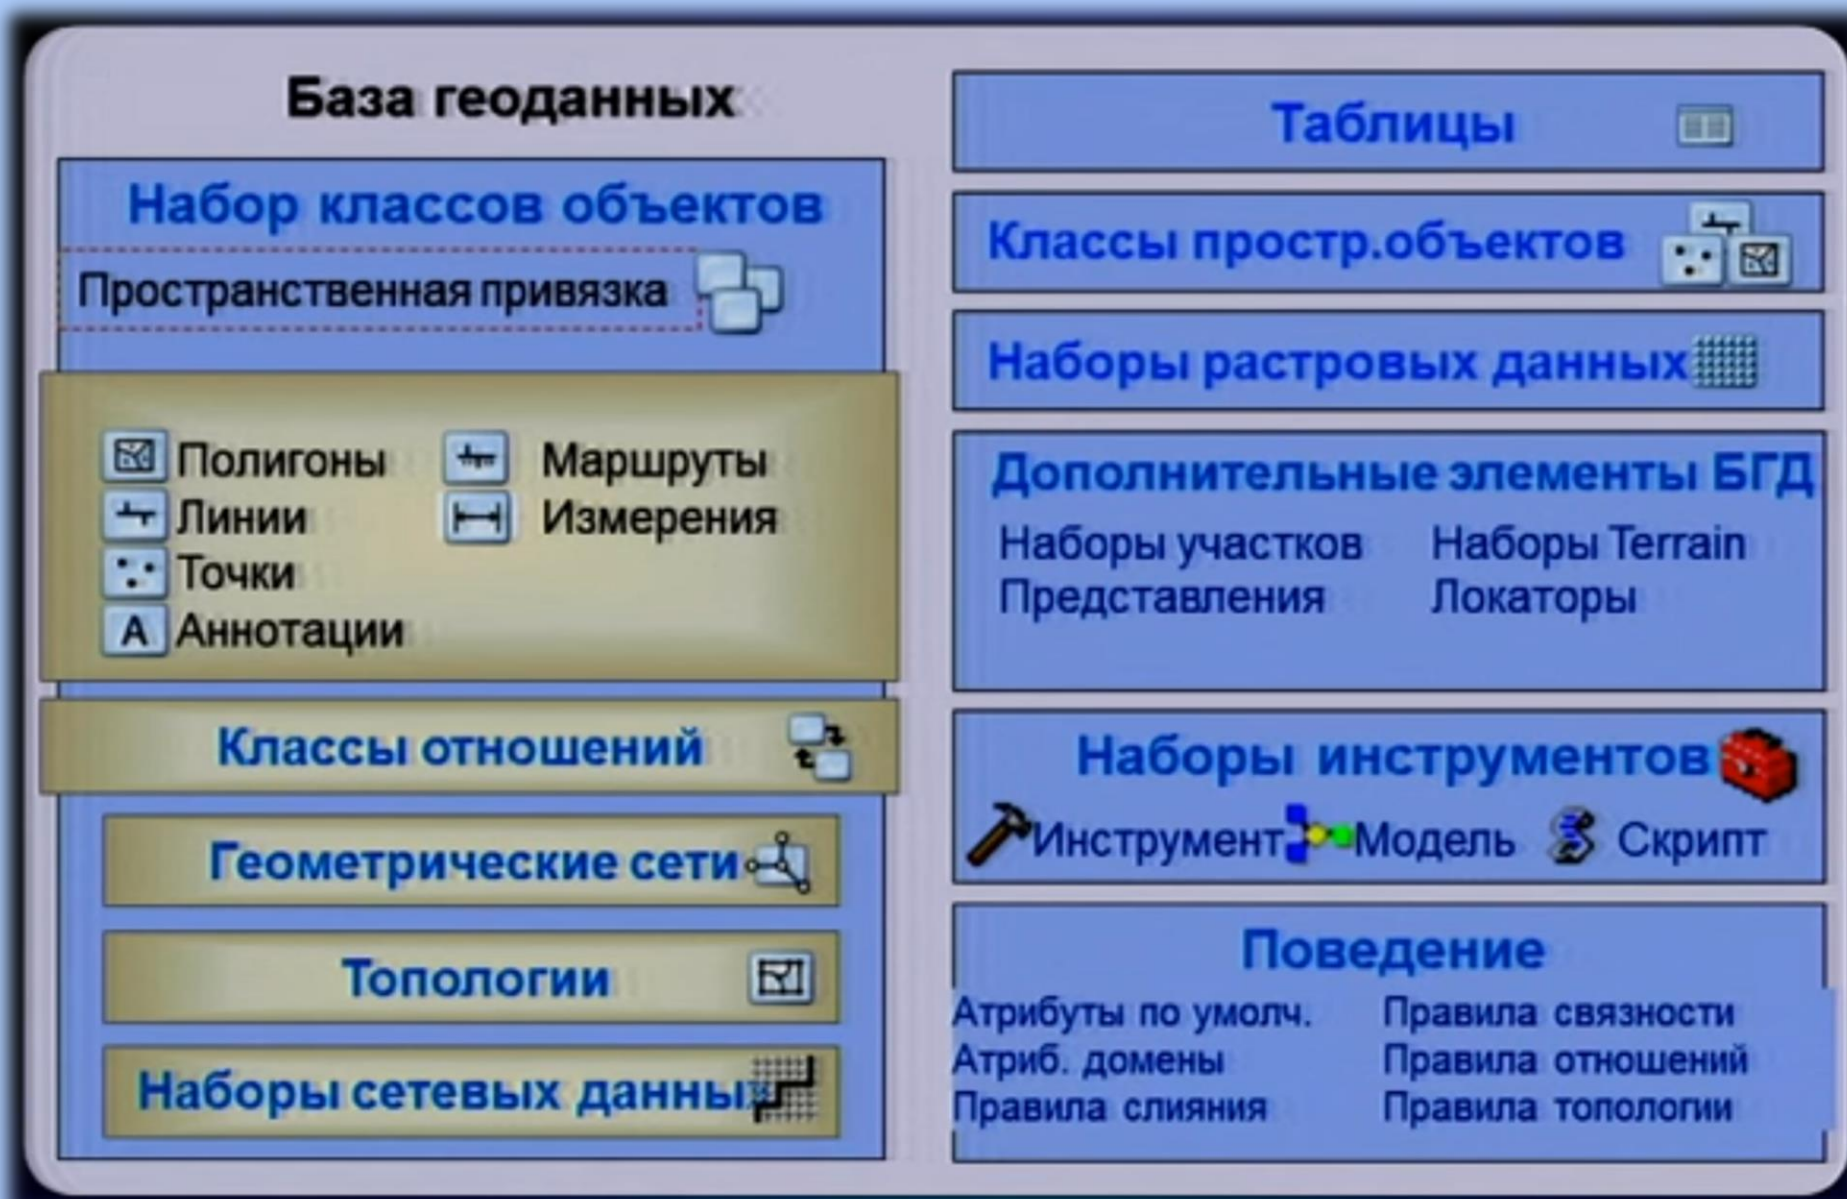 База геоданных
Набор классов объектов
Пространственная привязка
Полигоны
Маршруты
Линии
Измерения
Точки
A Аннотации
Классы отношений
Геометрические сети
Топологии
Наборы сетевых данных
Таблицы
Классы простр.объектов
Наборы растровых данных
Дополнительные элементы БГД
Наборы участков
Наборы Terrain
Представления
Локаторы
Наборы инструментов
Инструмент
Модель
Скрипт
Поведение
Атрибуты по умолч.
Правила связности
Атриб. домены
Правила отношений
Правила слияния
Правила топологии